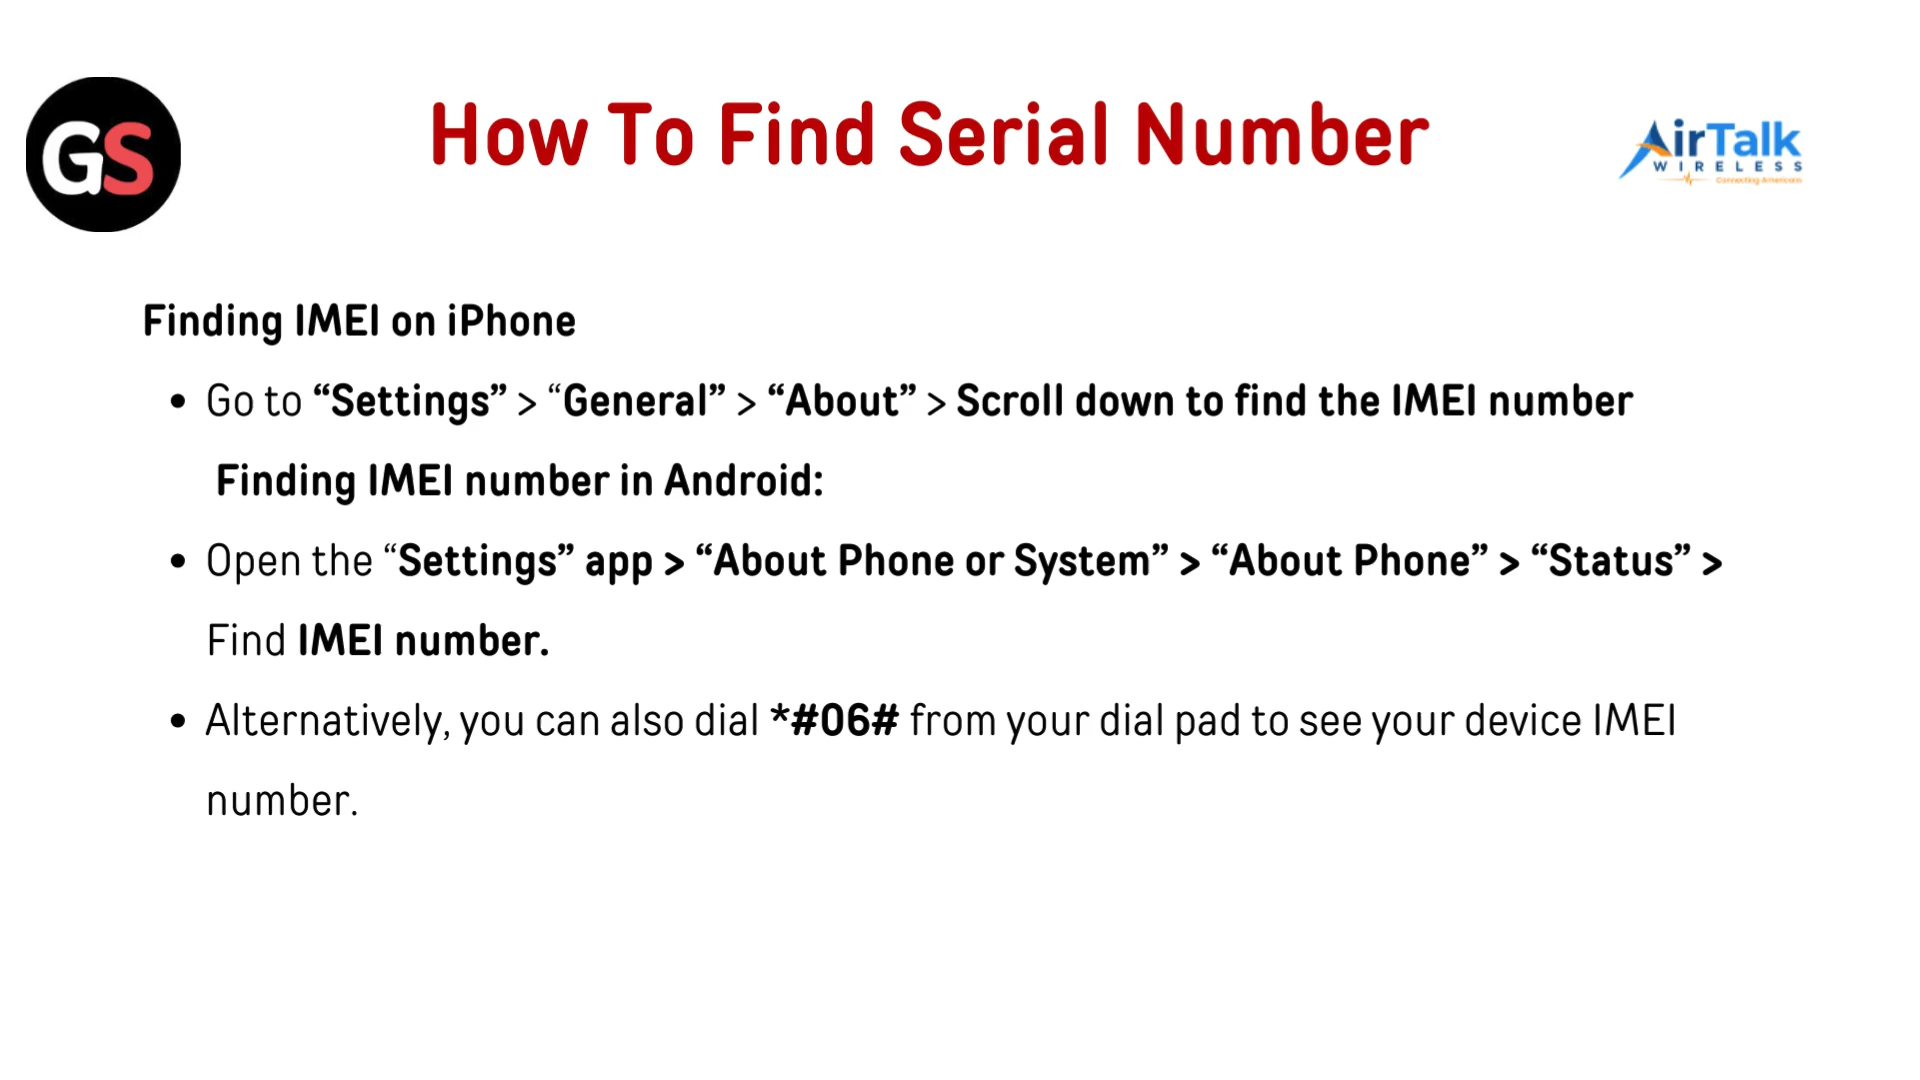 GS
How To Find Serial Number
AirTalk
WIRELESS
Connecting Americans
Finding IMEI on iPhone
• Go to “Settings” > “General” > “About” > Scroll down to find the IMEI number
Finding IMEI number in Android:
• Open the “Settings” app > “About Phone or System” > “About Phone” > “Status” >
Find IMEI number.
• Alternatively, you can also dial *#06# from your dial pad to see your device IMEI
number.